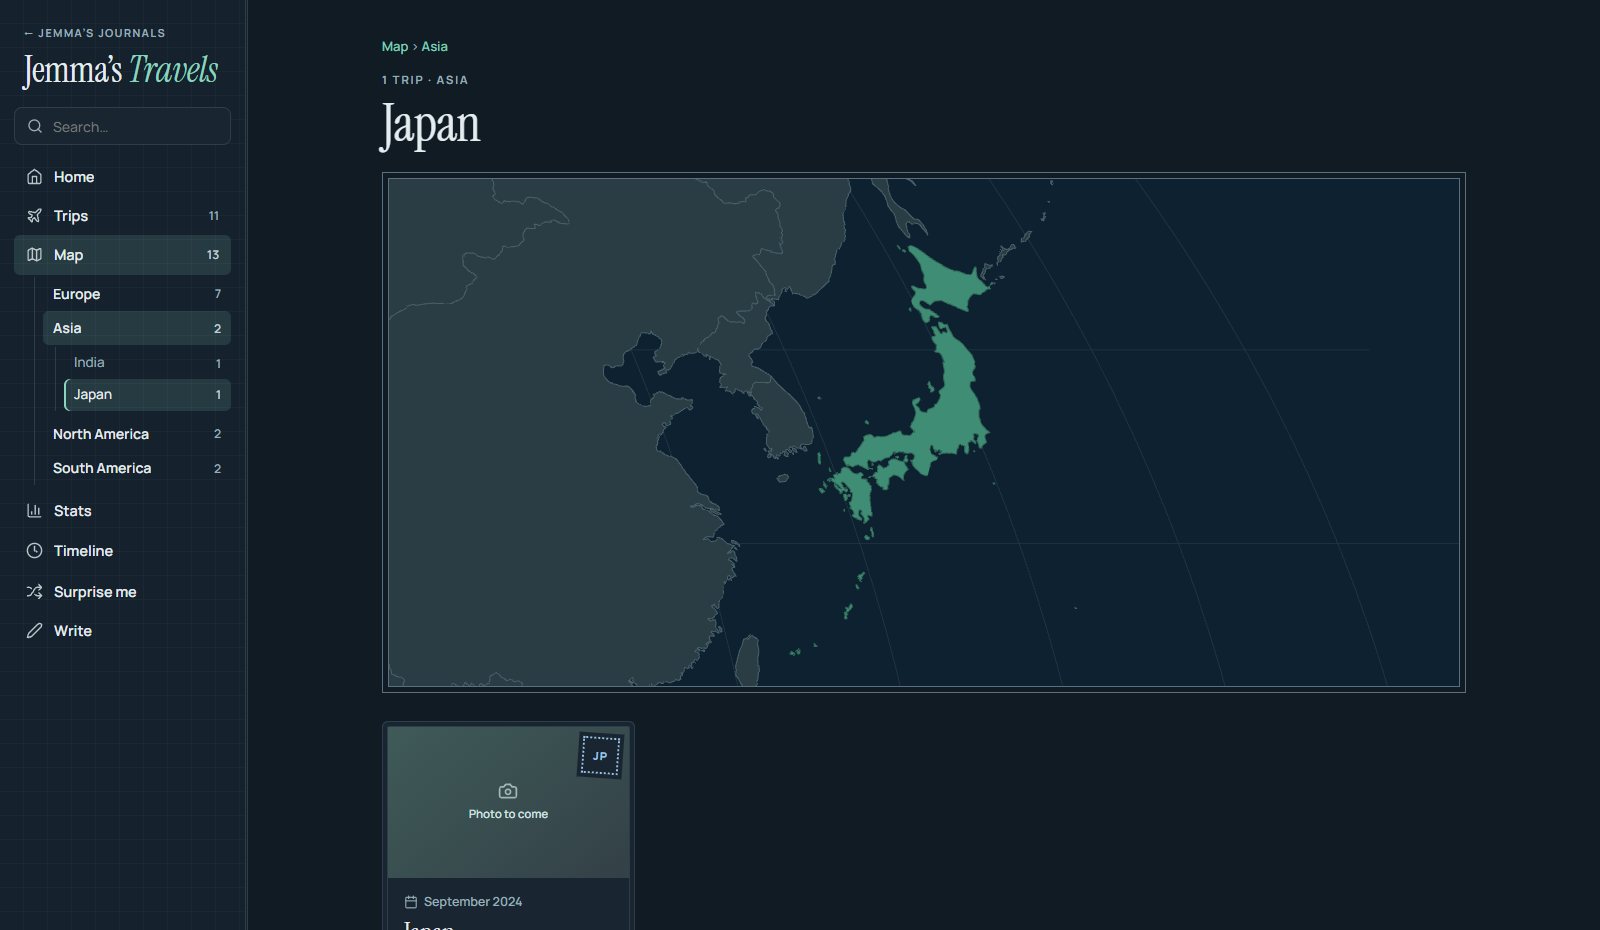 ← JEMMA'S JOURNALS
Jemma's Travels
Search...
Home
Trips 11
Map 13
Europe 7
Asia 2
India 1
Japan 1
North America 2
South America 2
Stats
Timeline
Surprise me
Write
Map › Asia
1 TRIP · ASIA
Japan
JP
Photo to come
September 2024
Japan